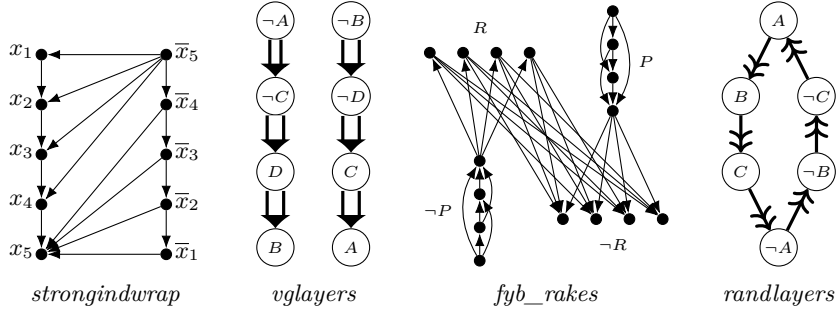 x₁ x̅₅
x₂ x̅₄
x₃ x̅₃
x₄ x̅₂
x₅ x̅₁
strongindwrap
¬A ¬B
¬C ¬D
D C
B A
vglayers
R P
¬P ¬R
fyb_rakes
A
B ¬C
C ¬B
¬A
randlayers